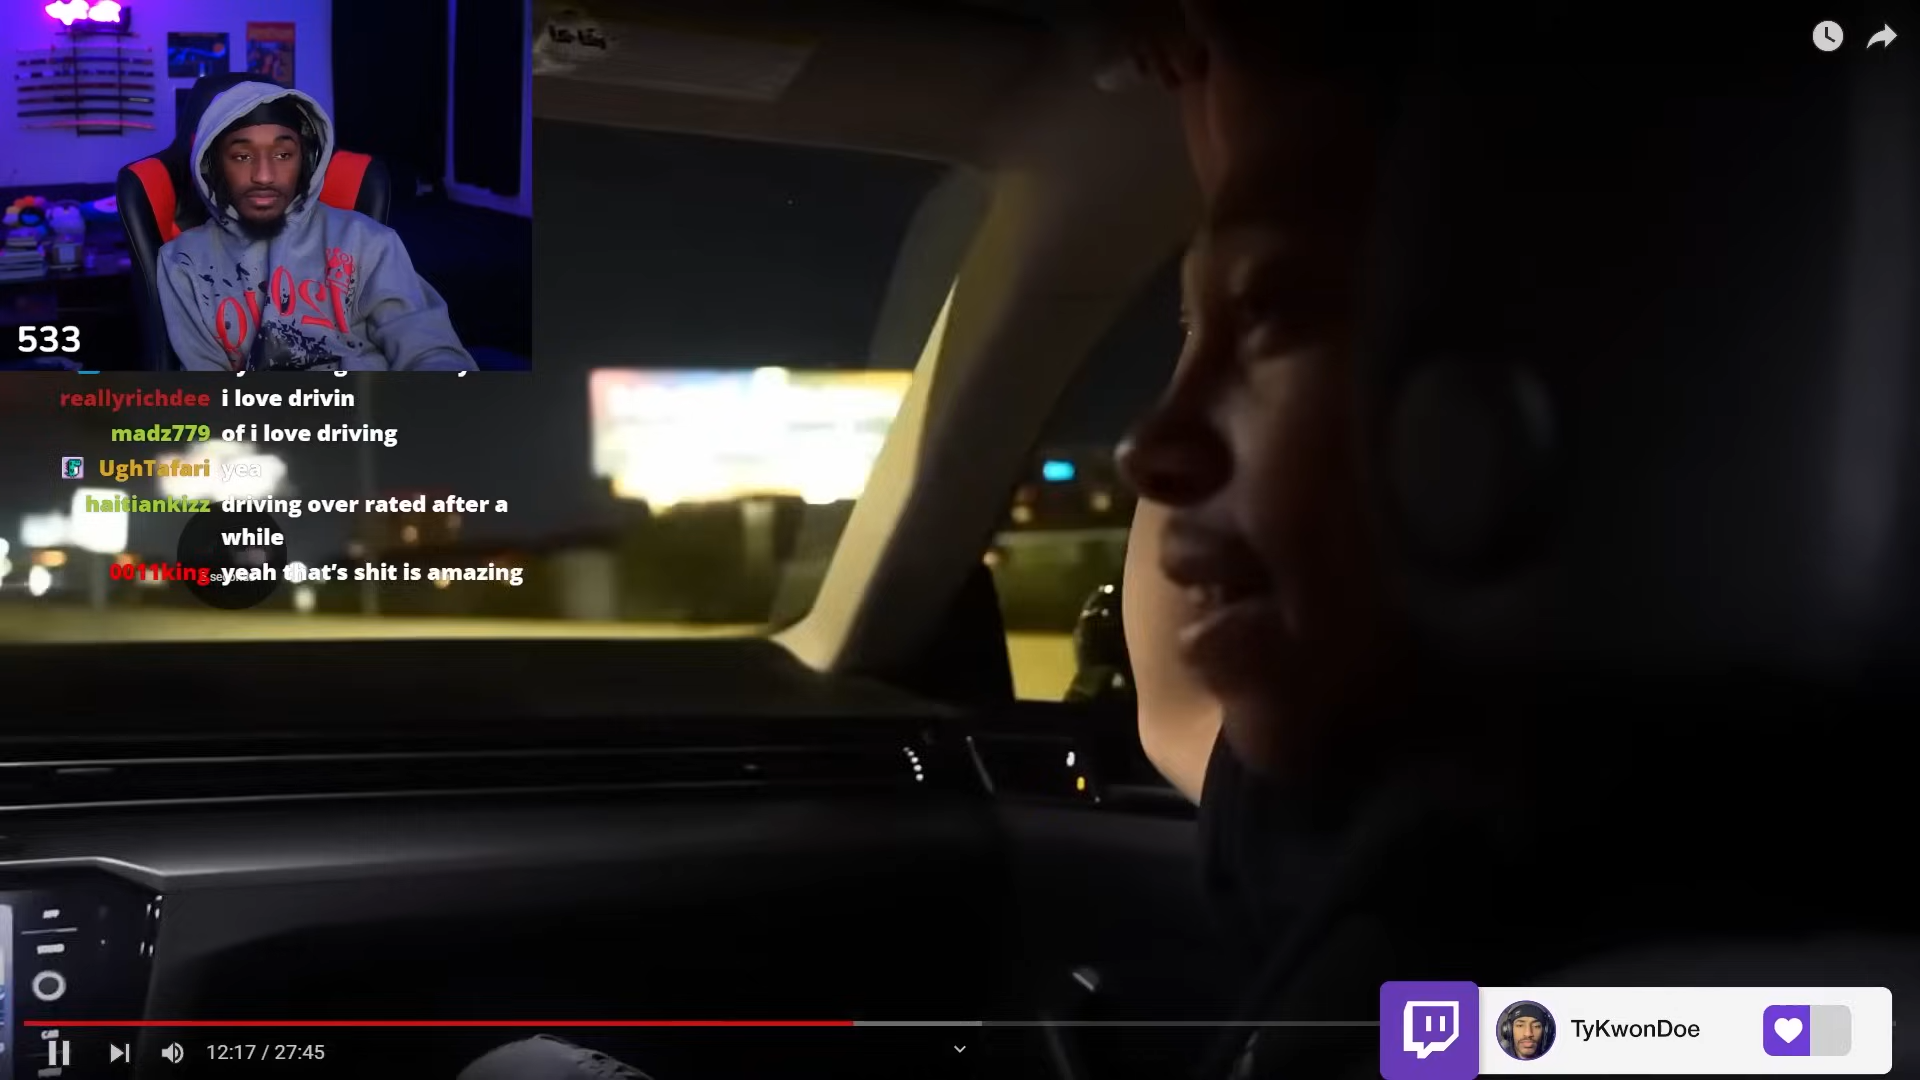 533
reallyrichdee i love drivin
madz779 of i love driving
UghTafari yea
haitiankizz driving over rated after a
while
0011king yeah that's shit is amazing
12:17 / 27:45
TyKwonDoe